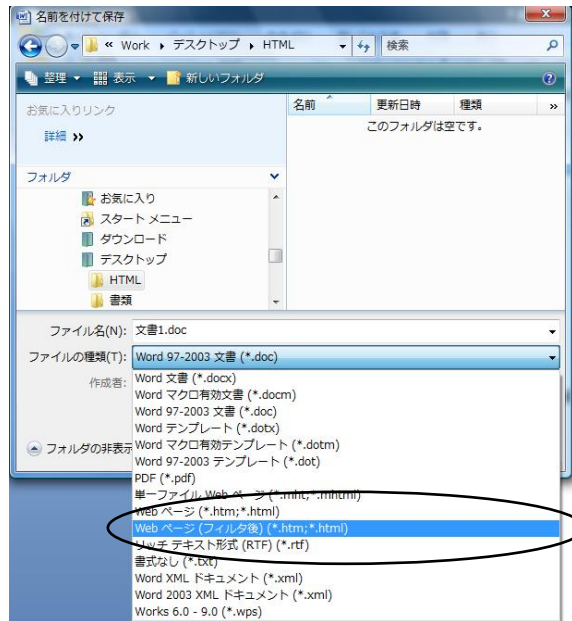 名前を付けて保存
« Work ▸ デスクトップ ▸ HTML
検索
整理 表示 新しいフォルダ
お気に入りリンク
詳細 »
名前 更新日時 種類 »
このフォルダは空です。
フォルダ
お気に入り
スタート メニュー
ダウンロード
デスクトップ
HTML
書類
ファイル名(N): 文書1.doc
ファイルの種類(T): Word 97-2003 文書 (*.doc)
作成者:
フォルダの非表示
Word 文書 (*.docx)
Word マクロ有効文書 (*.docm)
Word 97-2003 文書 (*.doc)
Word テンプレート (*.dotx)
Word マクロ有効テンプレート (*.dotm)
Word 97-2003 テンプレート (*.dot)
PDF (*.pdf)
単一ファイル Web ページ (*.mht;*.mhtml)
Web ページ (*.htm;*.html)
Web ページ (フィルタ後) (*.htm;*.html)
リッチ テキスト形式 (RTF) (*.rtf)
書式なし (*.txt)
Word XML ドキュメント (*.xml)
Word 2003 XML ドキュメント (*.xml)
Works 6.0 - 9.0 (*.wps)